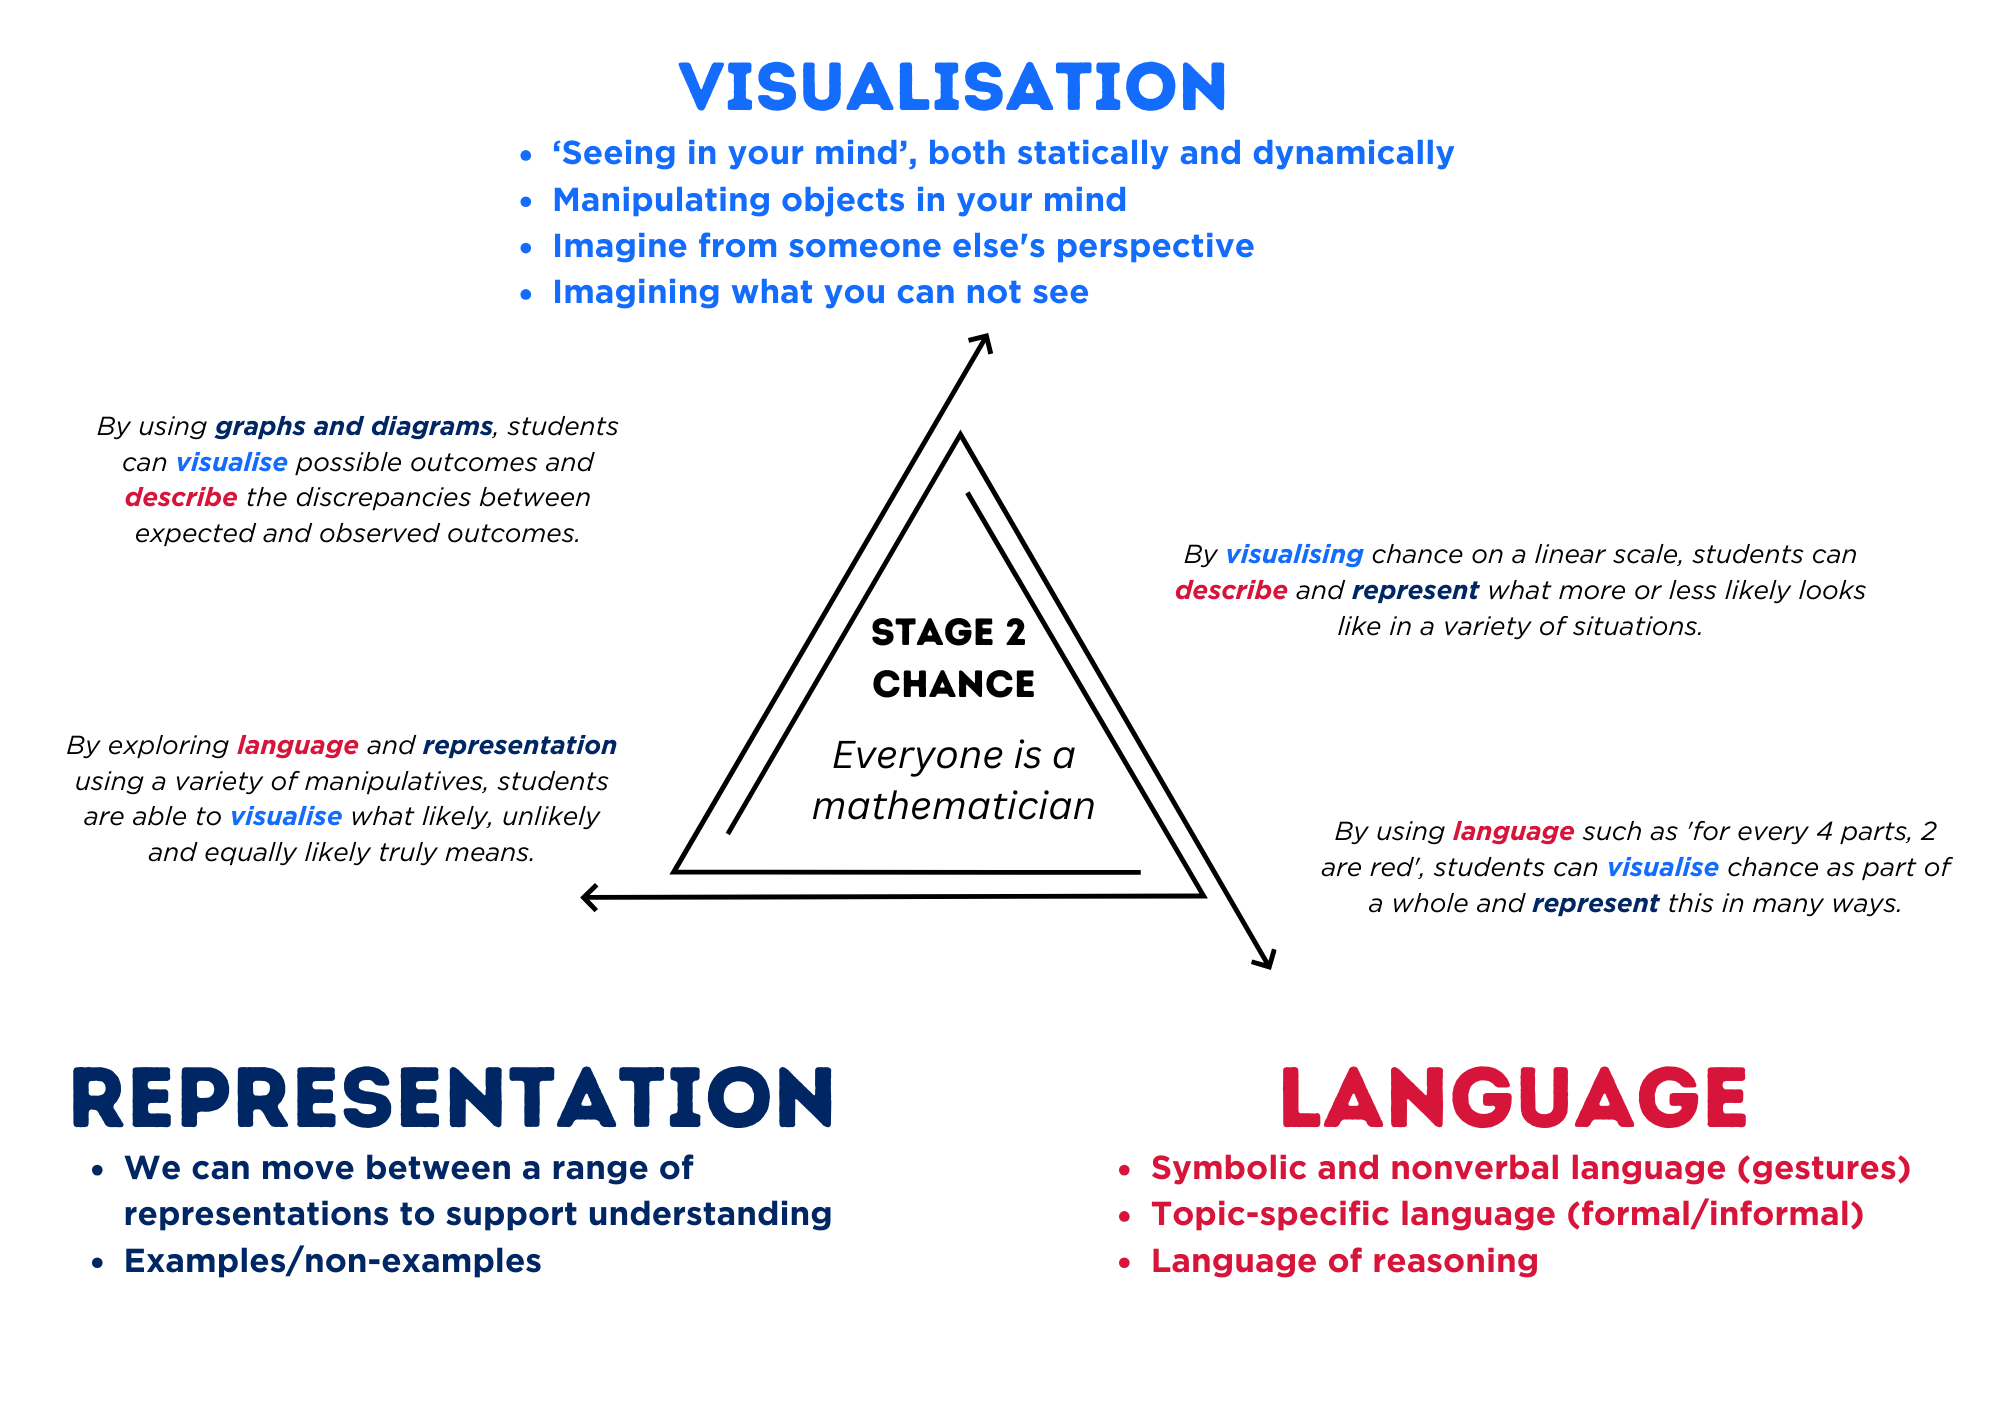 VISUALISATION
• ‘Seeing in your mind’, both statically and dynamically
• Manipulating objects in your mind
• Imagine from someone else's perspective
• Imagining what you can not see
By using graphs and diagrams, students
can visualise possible outcomes and
describe the discrepancies between
expected and observed outcomes.
By visualising chance on a linear scale, students can
describe and represent what more or less likely looks
like in a variety of situations.
STAGE 2
CHANCE
Everyone is a
mathematician
By exploring language and representation
using a variety of manipulatives, students
are able to visualise what likely, unlikely
and equally likely truly means.
By using language such as 'for every 4 parts, 2
are red', students can visualise chance as part of
a whole and represent this in many ways.
REPRESENTATION
• We can move between a range of
representations to support understanding
• Examples/non-examples
LANGUAGE
• Symbolic and nonverbal language (gestures)
• Topic-specific language (formal/informal)
• Language of reasoning